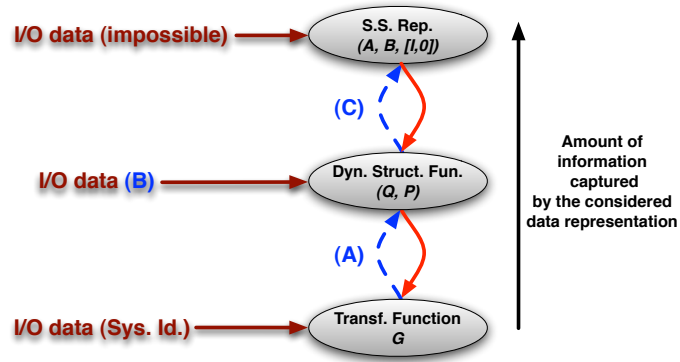 I/O data (impossible)
S.S. Rep.
(A, B, [I,0])
(C)
I/O data (B)
Dyn. Struct. Fun.
(Q, P)
(A)
I/O data (Sys. Id.)
Transf. Function
G
Amount of
information
captured
by the considered
data representation